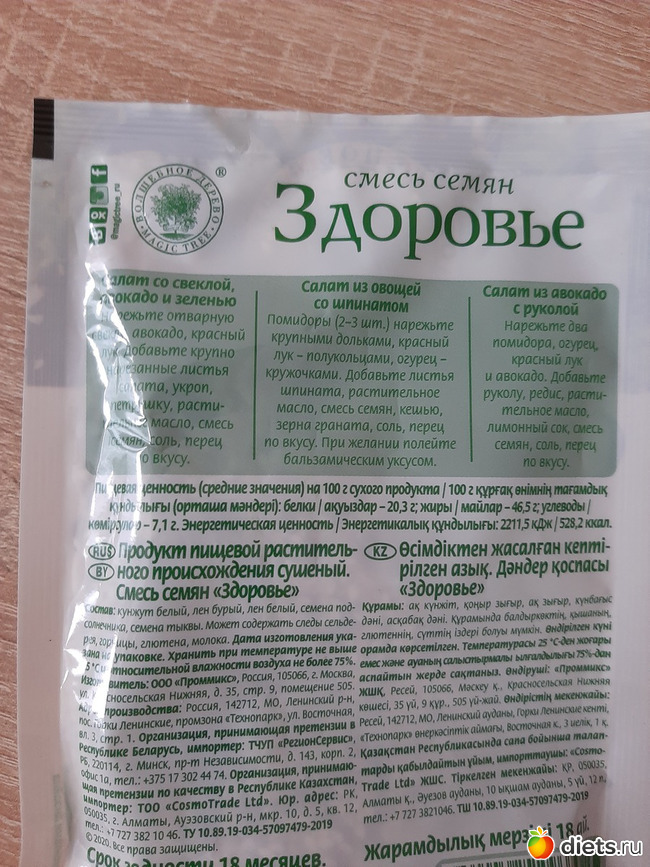 @magictree_ru
ВОЛШЕБНОЕ ДЕРЕВО
MAGIC TREE
®
смесь семян
Здоровье
Салат со свеклой,
авокадо и зеленью
Нарежьте отварную
авокадо, красный
лук. Добавьте крупно
нарезанные листья
салата, укроп,
петрушку, расти-
тельное масло, смесь
семян, соль, перец
по вкусу.
Салат из овощей
со шпинатом
Помидоры (2–3 шт.) нарежьте
крупными дольками, красный
лук – полукольцами, огурец –
кружочками. Добавьте листья
шпината, растительное
масло, смесь семян, кешью,
зерна граната, соль, перец
по вкусу. При желании полейте
бальзамическим уксусом.
Салат из авокадо
с руколой
Нарежьте два
помидора, огурец,
красный лук
и авокадо. Добавьте
руколу, редис, расти-
тельное масло,
лимонный сок, смесь
семян, соль, перец
по вкусу.
Пищевая ценность (средние значения) на 100 г сухого продукта / 100 г құрғақ өнімнің тағамдық
құндылығы (орташа мәндері): белки / ақуыздар – 20,3 г; жиры / майлар – 46,5 г; углеводы /
көмірсулар – 7,1 г. Энергетическая ценность / Энергетикалық құндылығы: 2211,5 кДж / 528,2 ккал.
RUS BY Продукт пищевой раститель-
ного происхождения сушеный.
Смесь семян «Здоровье»
Состав: кунжут белый, лен бурый, лен белый, семена под-
солнечника, семена тыквы. Может содержать следы сельде-
рея, горчицы, глютена, молока. Дата изготовления ука-
зана на упаковке. Хранить при температуре не выше
°С и относительной влажности воздуха не более 75%.
Изготовитель: ООО «Проммикс», Россия, 105066, г. Москва,
ул. Красносельская Нижняя, д. 35, стр. 9, помещение 505.
производства: Россия, 142712, МО, Ленинский р-н,
пос. Горки Ленинские, промзона «Технопарк», ул. Восточная,
вл. 3, стр. 1. Организация, принимающая претензии в
Республике Беларусь, импортер: ТЧУП «РегионСервис»,
РБ, 220114, г. Минск, пр-т Независимости, д. 143, корп. 2,
офис 1а, тел.: +375 17 302 44 74. Организация, принимаю-
щая претензии по качеству в Республике Казахстан,
импортер: ТОО «CosmoTrade Ltd». Юр. адрес: РК,
050035, г. Алматы, Ауэзовский р-н, мкр. 10, д. 5, кв. 12,
тел.: +7 727 382 10 46. ТУ 10.89.19-034-57097479-2019
© 2020. Все права защищены.
Срок годности 18 месяцев.
KZ Өсімдіктен жасалған кепті-
рілген азық. Дәндер қоспасы
«Здоровье»
Құрамы: ақ күнжіт, қоңыр зығыр, ақ зығыр, күнбағыс
дәні, асқабақ дәні. Құрамында балдыркөктің, қышаның,
глютеннің, сүттің іздері болуы мүмкін. Өндірілген күні
орамда көрсетілген. Температурасы 25 °С-ден жоғары
емес және ауаның салыстырмалы ылғалдылығы 75%-дан
аспайтын жерде сақтаңыз. Өндіруші: «Проммикс»
ЖШҚ, Ресей, 105066, Мәскеу қ., Красносельская Нижняя
көшесі, 35 үй, 9 құр., 505 үй-жай. Өндірістің мекенжайы:
Ресей, 142712, МО, Ленин ауданы, Горки Ленинские кенті,
«Технопарк» өнеркәсіптік аймағы, Восточная к., 3 иелік, 1 қ.
Қазақстан Республикасында сапа бойынша талап-
тарды қабылдайтын ұйым, импорттаушы: «Cosmo-
Trade Ltd» ЖШС. Тіркелген мекенжайы: ҚР, 050035,
Алматы қ., Әуезов ауданы, 10 ықшам ауданы, 5 үй, 12 п.,
тел.: +7 727 3821046. ТШ 10.89.19-034-57097479-2019
Жарамдылық мерзімі 18 ай.
diets.ru